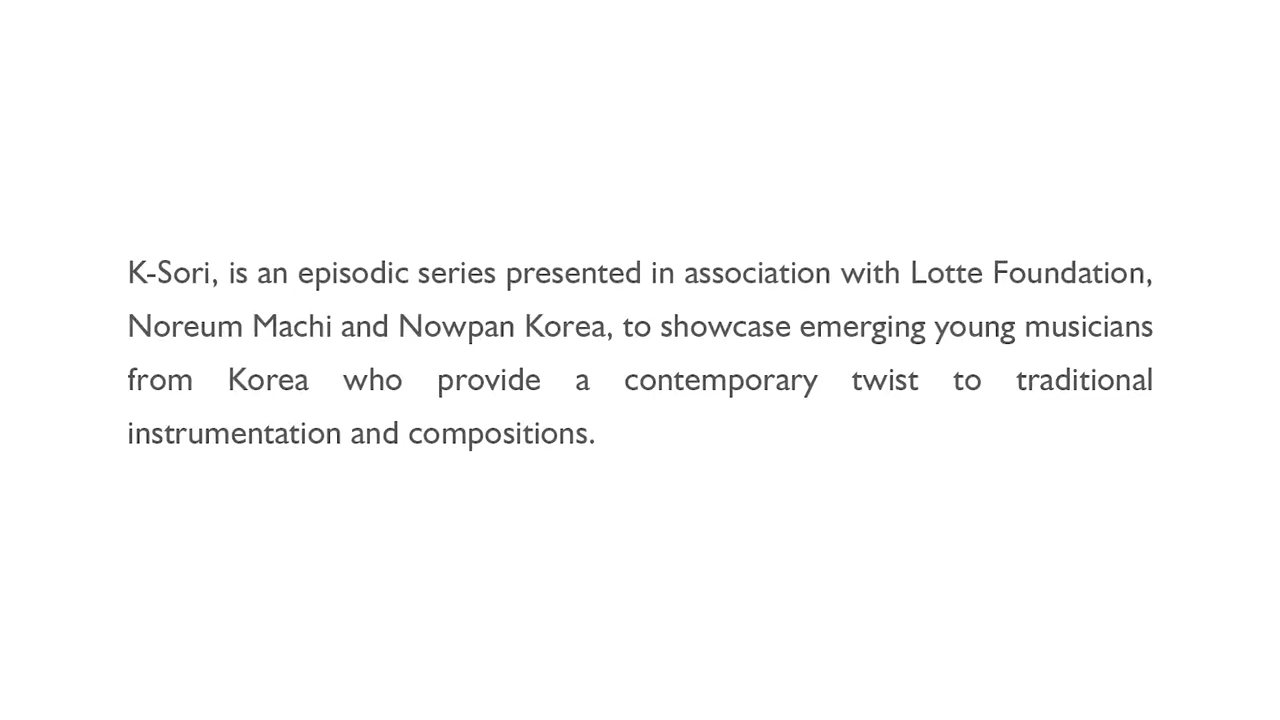 K-Sori, is an episodic series presented in association with Lotte Foundation,
Noreum Machi and Nowpan Korea, to showcase emerging young musicians
from Korea who provide a contemporary twist to traditional
instrumentation and compositions.